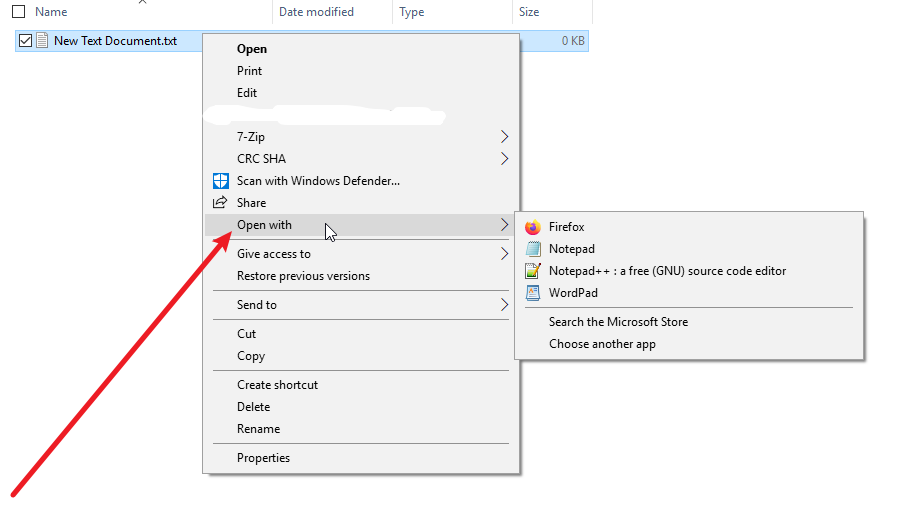 Name Date modified Type Size
New Text Document.txt 0 KB
Open
Print
Edit
7-Zip
CRC SHA
Scan with Windows Defender...
Share
Open with
Give access to
Restore previous versions
Send to
Cut
Copy
Create shortcut
Delete
Rename
Properties
Firefox
Notepad
Notepad++ : a free (GNU) source code editor
WordPad
Search the Microsoft Store
Choose another app